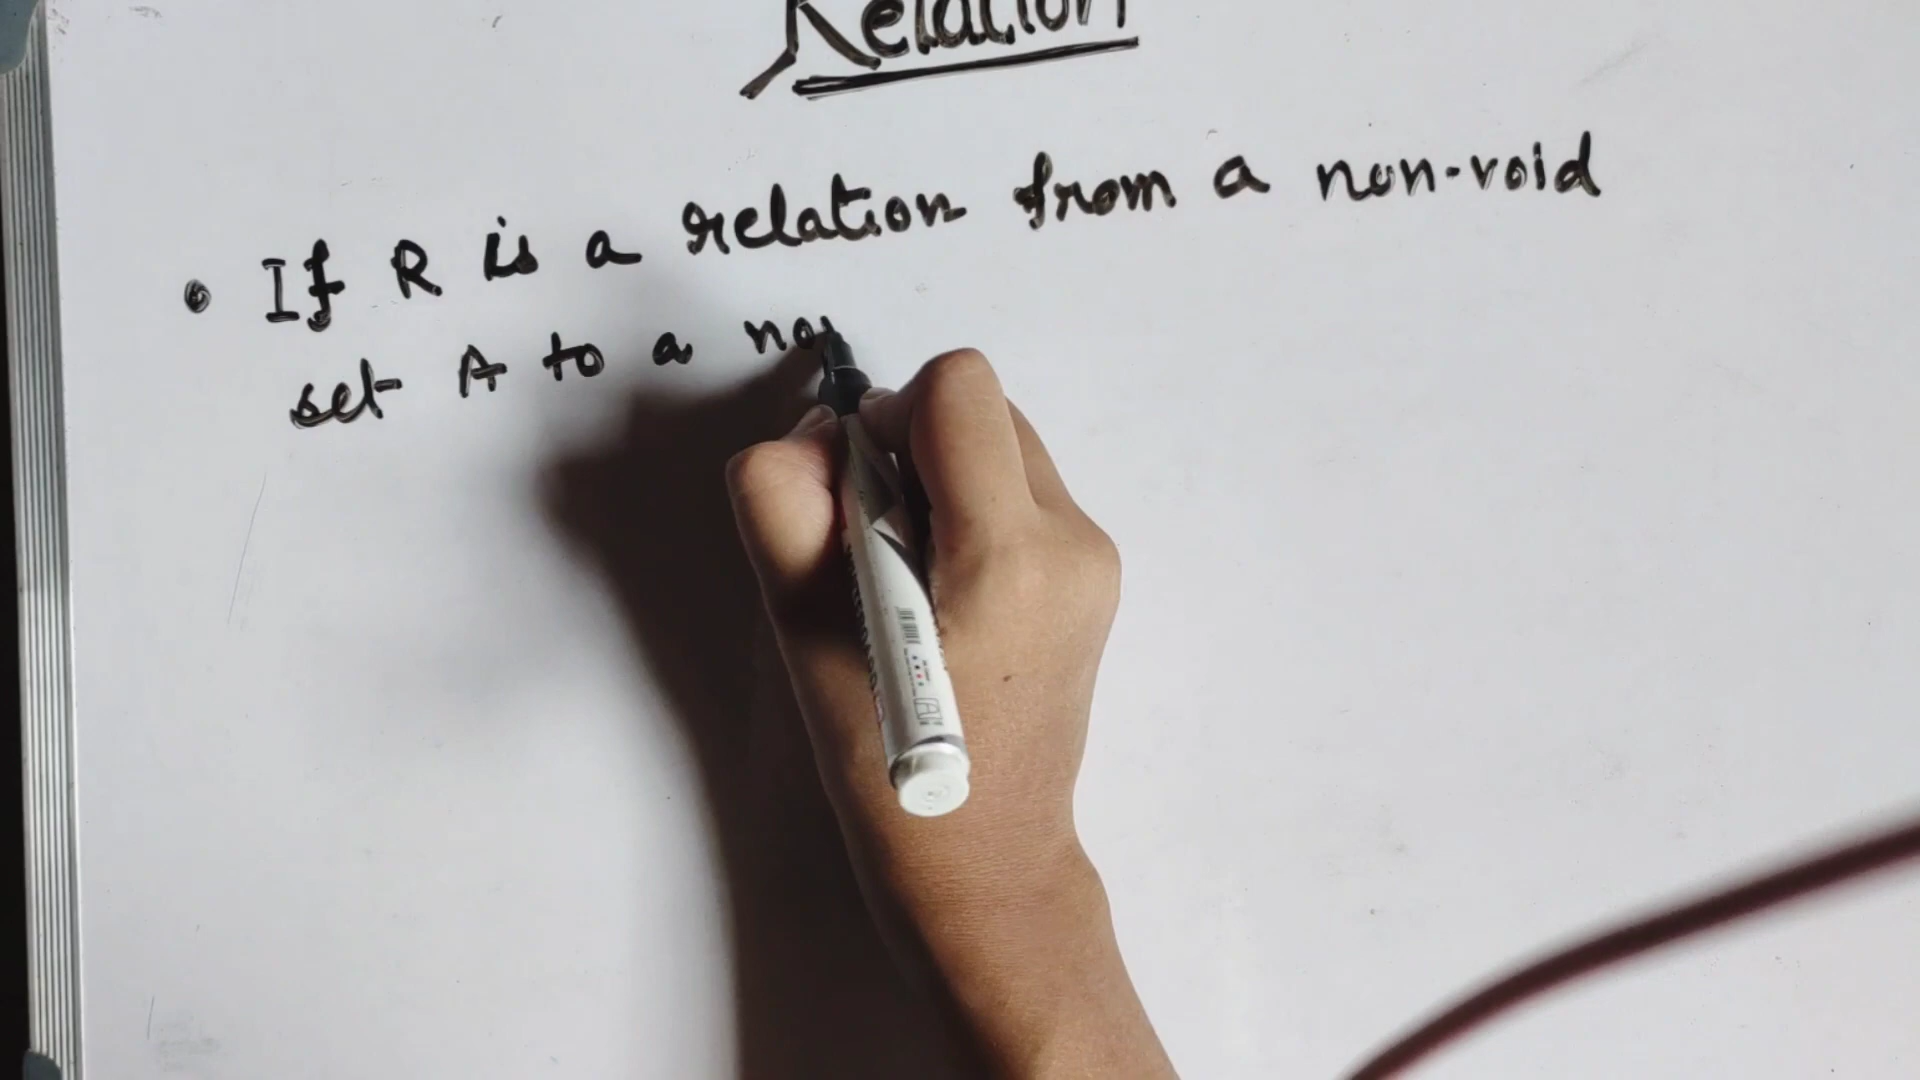 Relation
• If R is a relation from a non-void
set A to a no